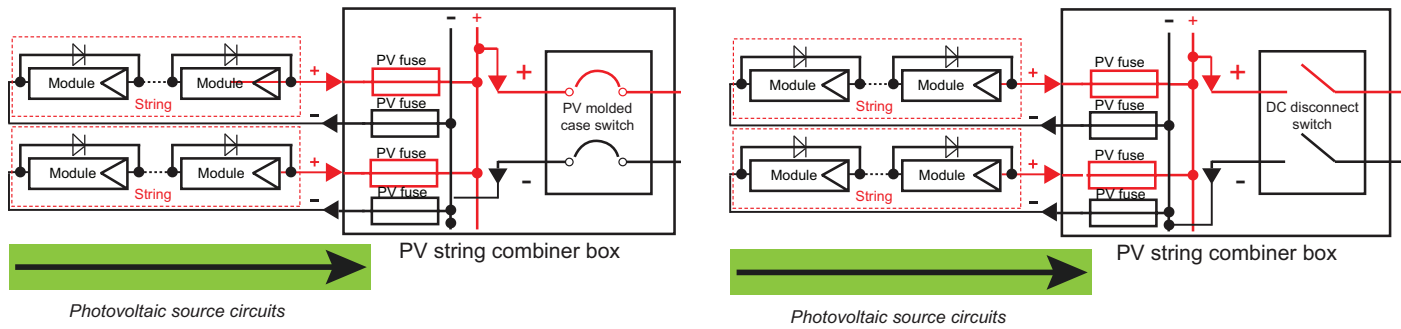 - +
PV fuse
Module
Module
+
+
String
PV fuse
PV molded
case switch
-
PV fuse
Module
Module
+
String
PV fuse
-
-
PV string combiner box
Photovoltaic source circuits
- +
PV fuse
Module
Module
+
+
String
PV fuse
DC disconnect
switch
-
PV fuse
Module
Module
+
String
PV fuse
-
-
PV string combiner box
Photovoltaic source circuits